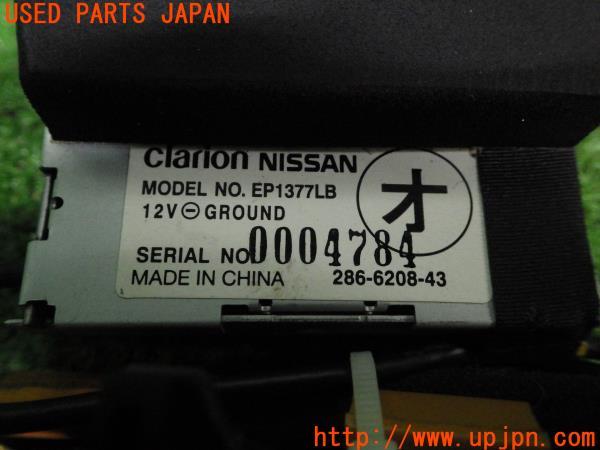 USED PARTS JAPAN
clarion NISSAN
MODEL NO. EP1377LB
12V⊖GROUND
オ
SERIAL NO. 0004784
MADE IN CHINA 286-6208-43
http://www.upjpn.com/